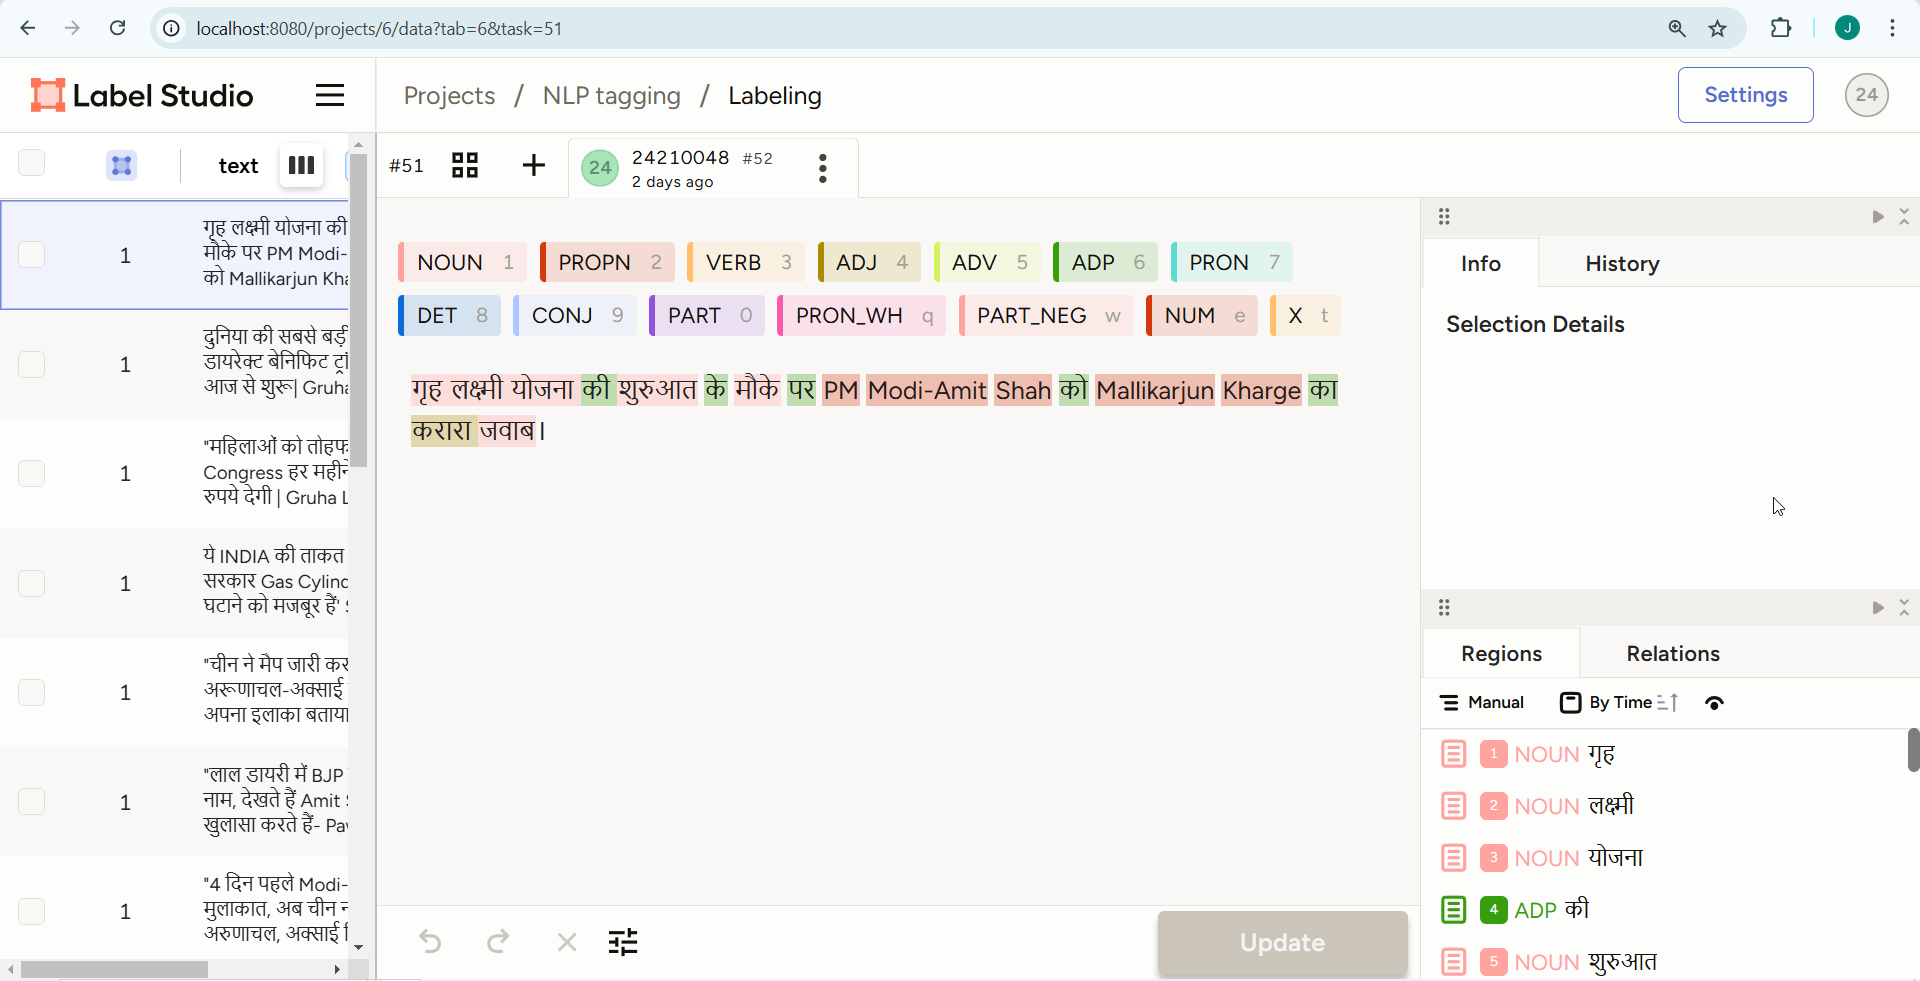 localhost:8080/projects/6/data?tab=6&task=51
J
Label Studio
Projects / NLP tagging / Labeling
Settings
24
text
#51
24
24210048 #52
2 days ago
1
गृह लक्ष्मी योजना की
मौके पर PM Modi-
को Mallikarjun Kha
1
दुनिया की सबसे बड़ी
डायरेक्ट बेनिफिट ट्रां
आज से शुरू| Gruha
1
"महिलाओं को तोहफ
Congress हर महीने
रुपये देगी | Gruha L
1
ये INDIA की ताकत
सरकार Gas Cylind
घटाने को मजबूर हैं'
1
"चीन ने मैप जारी कर
अरूणाचल-अक्साई
अपना इलाका बताया
1
"लाल डायरी में BJP
नाम, देखते हैं Amit
खुलासा करते हैं- Pa
1
"4 दिन पहले Modi-
मुलाकात, अब चीन न
अरुणाचल, अक्साई
NOUN 1 PROPN 2 VERB 3 ADJ 4 ADV 5 ADP 6 PRON 7
DET 8 CONJ 9 PART 0 PRON_WH q PART_NEG w NUM e X t
गृह लक्ष्मी योजना की शुरुआत के मौके पर PM Modi-Amit Shah को Mallikarjun Kharge का
करारा जवाब।
Update
Info History
Selection Details
Regions Relations
Manual By Time
1 NOUN गृह
2 NOUN लक्ष्मी
3 NOUN योजना
4 ADP की
5 NOUN शुरुआत